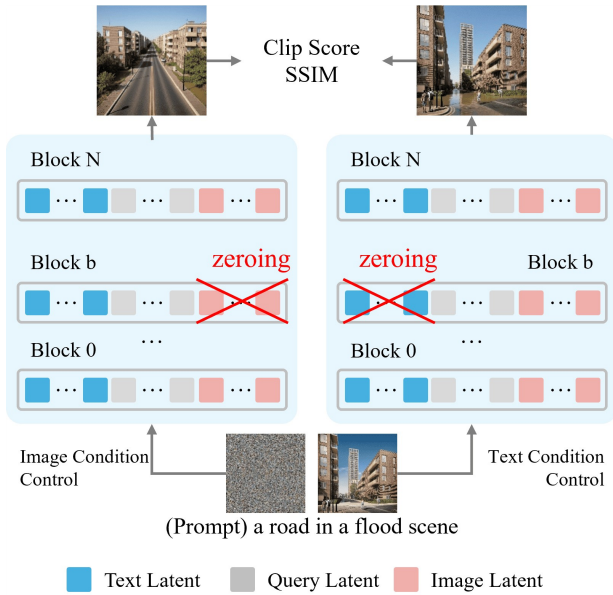 Clip Score
SSIM
Block N
Block N
zeroing
zeroing
Block b
Block b
...
...
Block 0
Block 0
Image Condition
Control
Text Condition
Control
(Prompt) a road in a flood scene
Text Latent
Query Latent
Image Latent